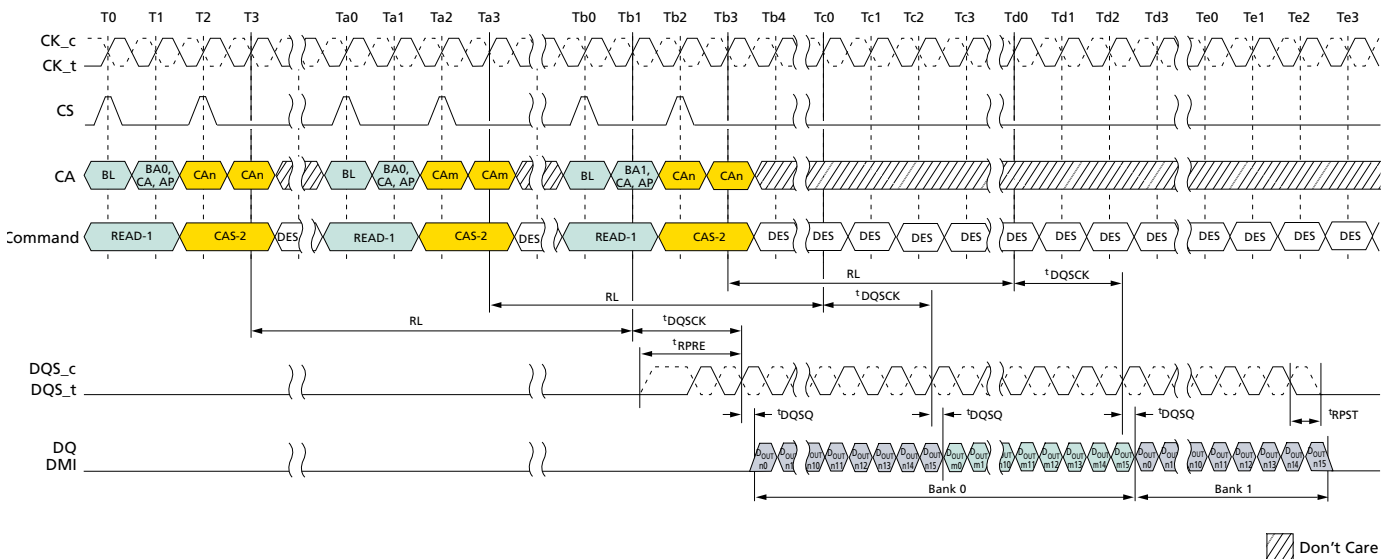 T0 T1 T2 T3 Ta0 Ta1 Ta2 Ta3 Tb0 Tb1 Tb2 Tb3 Tb4 Tc0 Tc1 Tc2 Tc3 Td0 Td1 Td2 Td3 Te0 Te1 Te2 Te3
CK_c
CK_t
CS
CA BL BA0, CA, AP CAn CAn BL BA0, CA, AP CAm CAm BL BA1, CA, AP CAn CAn
Command READ-1 CAS-2 DES READ-1 CAS-2 DES READ-1 CAS-2 DES DES DES DES DES DES DES DES DES DES DES DES
RL tDQSCK
RL tDQSCK
RL tDQSCK
tRPRE
DQS_c
DQS_t
tDQSQ tDQSQ tDQSQ tRPST
DQ
DMI
DOUT n0 DOUT n1 DOUT n10 DOUT n11 DOUT n12 DOUT n13 DOUT n14 DOUT n15 DOUT m0 DOUT m1 DOUT m10 DOUT m11 DOUT m12 DOUT m13 DOUT m14 DOUT m15 DOUT n0 DOUT n1 DOUT n10 DOUT n11 DOUT n12 DOUT n13 DOUT n14 DOUT n15
Bank 0 Bank 1
Don't Care